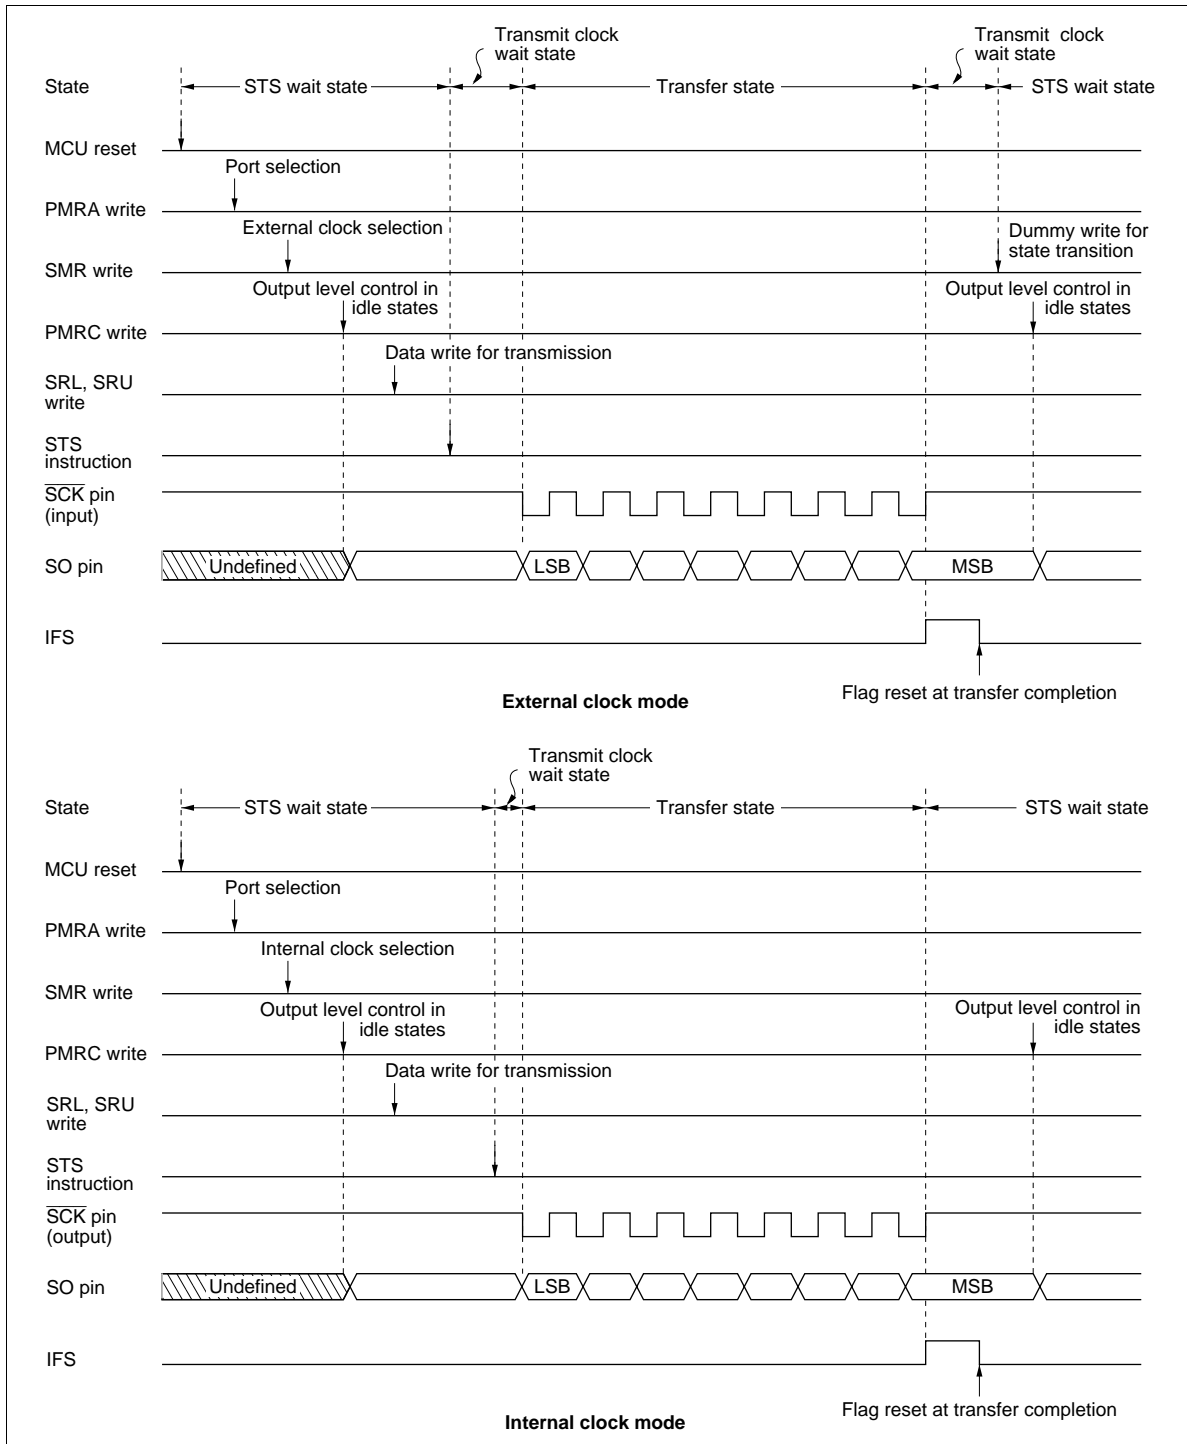 Transmit clock
wait state
Transmit clock
wait state
State
STS wait state
Transfer state
STS wait state
MCU reset
Port selection
PMRA write
External clock selection
Dummy write for
state transition
SMR write
Output level control in
idle states
Output level control in
idle states
PMRC write
Data write for transmission
SRL, SRU
write
STS
instruction
SCK pin
(input)
SO pin
Undefined
LSB
MSB
IFS
Flag reset at transfer completion
External clock mode
Transmit clock
wait state
State
STS wait state
Transfer state
STS wait state
MCU reset
Port selection
PMRA write
Internal clock selection
SMR write
Output level control in
idle states
Output level control in
idle states
PMRC write
Data write for transmission
SRL, SRU
write
STS
instruction
SCK pin
(output)
SO pin
Undefined
LSB
MSB
IFS
Flag reset at transfer completion
Internal clock mode